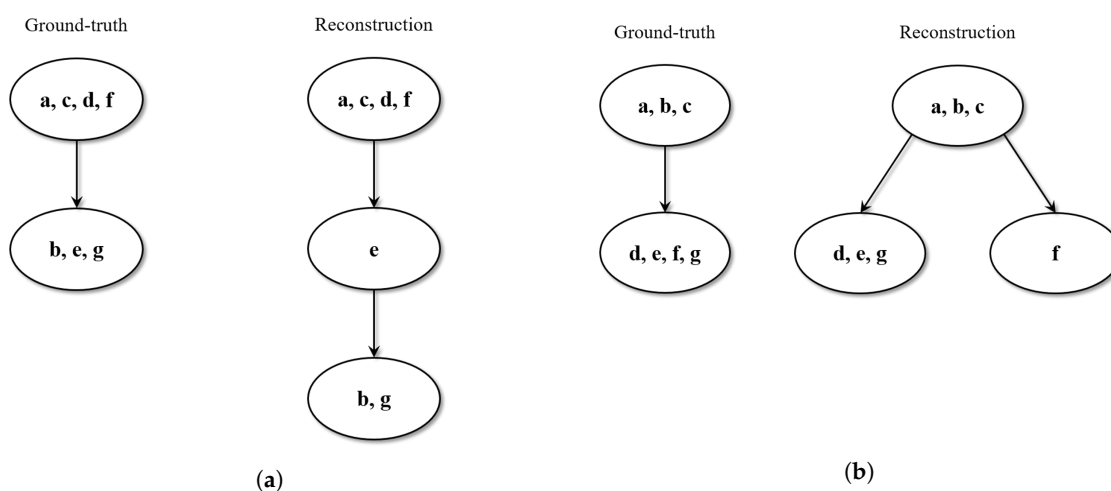 Ground-truth
Reconstruction
a, c, d, f
a, c, d, f
b, e, g
e
b, g
(a)
Ground-truth
Reconstruction
a, b, c
a, b, c
d, e, f, g
d, e, g
f
(b)